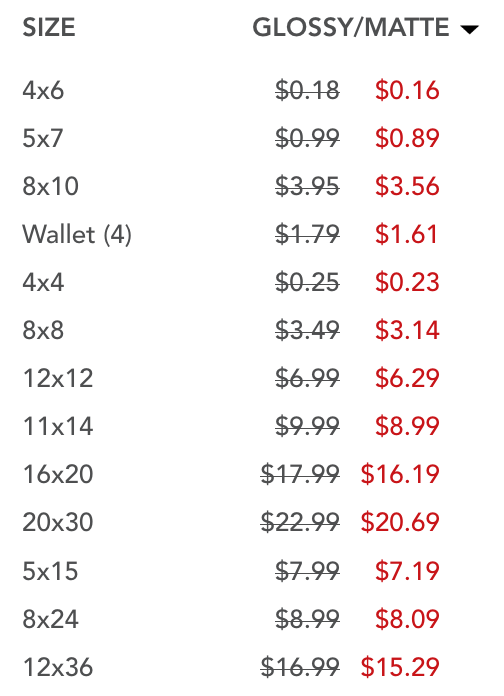 SIZE GLOSSY/MATTE
4x6 $0.18 $0.16
5x7 $0.99 $0.89
8x10 $3.95 $3.56
Wallet (4) $1.79 $1.61
4x4 $0.25 $0.23
8x8 $3.49 $3.14
12x12 $6.99 $6.29
11x14 $9.99 $8.99
16x20 $17.99 $16.19
20x30 $22.99 $20.69
5x15 $7.99 $7.19
8x24 $8.99 $8.09
12x36 $16.99 $15.29